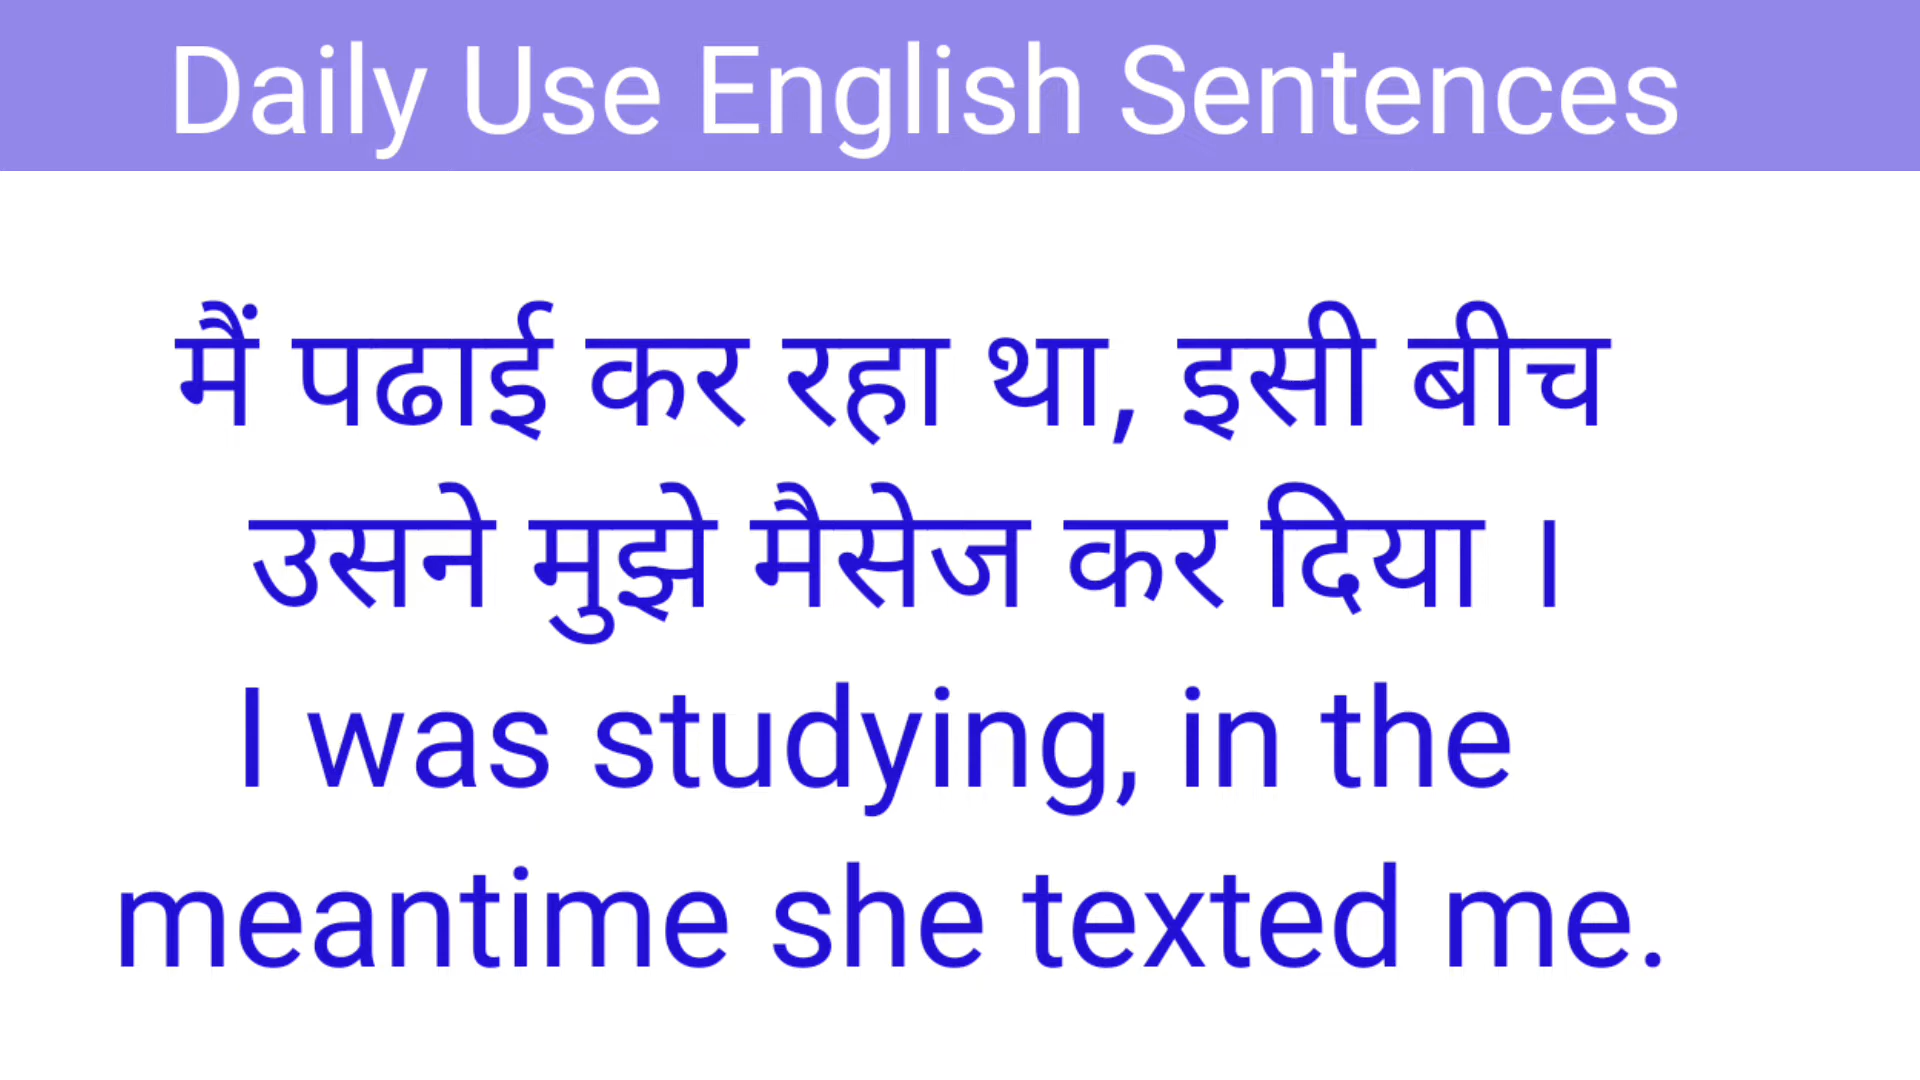 Daily Use English Sentences
मैं पढाई कर रहा था, इसी बीच
उसने मुझे मैसेज कर दिया ।
I was studying, in the
meantime she texted me.